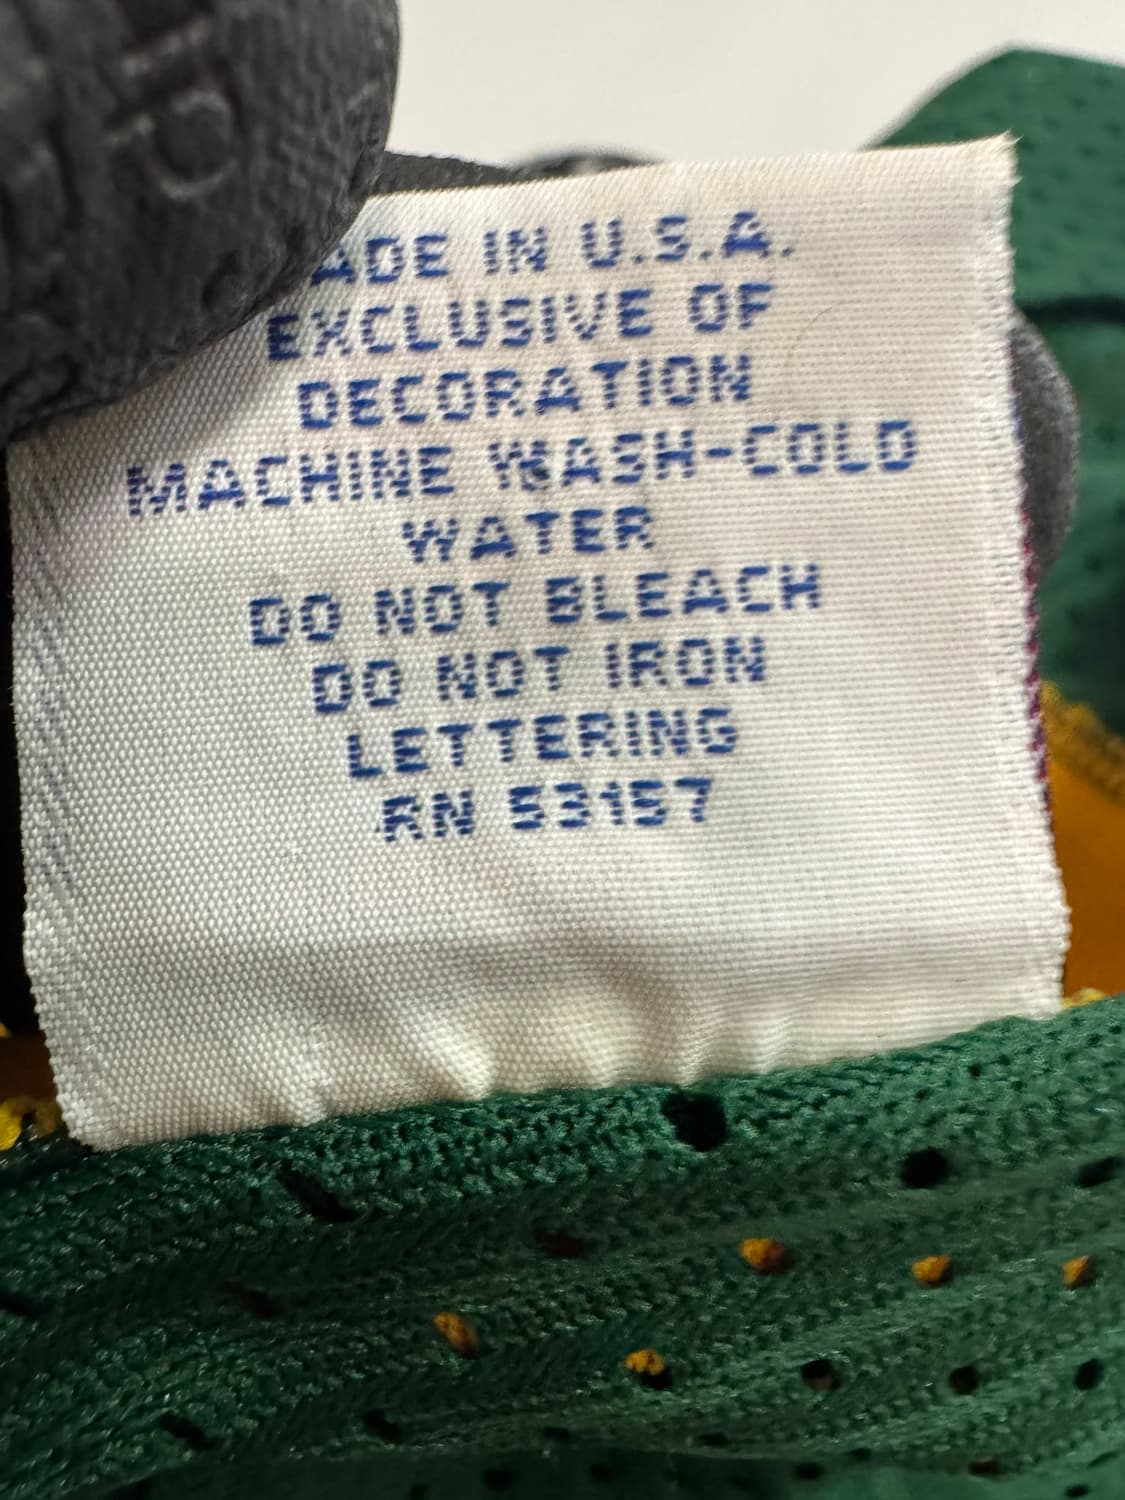 ADE IN U.S.A.
EXCLUSIVE OF
DECORATION
MACHINE WASH-COLD
WATER
DO NOT BLEACH
DO NOT IRON
LETTERING
RN 53157